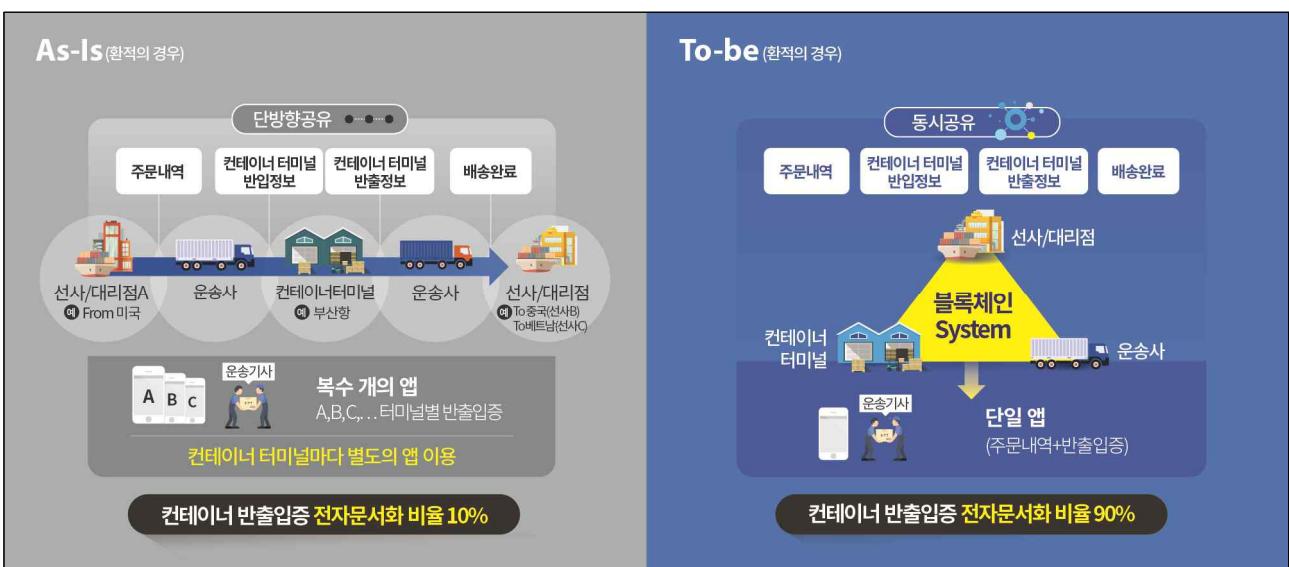 As-Is (환적의 경우)
단방향공유
주문내역
컨테이너 터미널
반입정보
컨테이너 터미널
반출정보
배송완료
선사/대리점A
예 From 미국
운송사
컨테이너터미널
예 부산항
운송사
선사/대리점
예 To중국(선사B)
To베트남(선사C)
A B C
운송기사
복수 개의 앱
A,B,C,…터미널별 반출입증
컨테이너 터미널마다 별도의 앱 이용
컨테이너 반출입증 전자문서화 비율 10%
To-be (환적의 경우)
동시공유
주문내역
컨테이너 터미널
반입정보
컨테이너 터미널
반출정보
배송완료
선사/대리점
블록체인
System
컨테이너
터미널
운송사
운송기사
단일 앱
(주문내역+반출입증)
컨테이너 반출입증 전자문서화 비율 90%